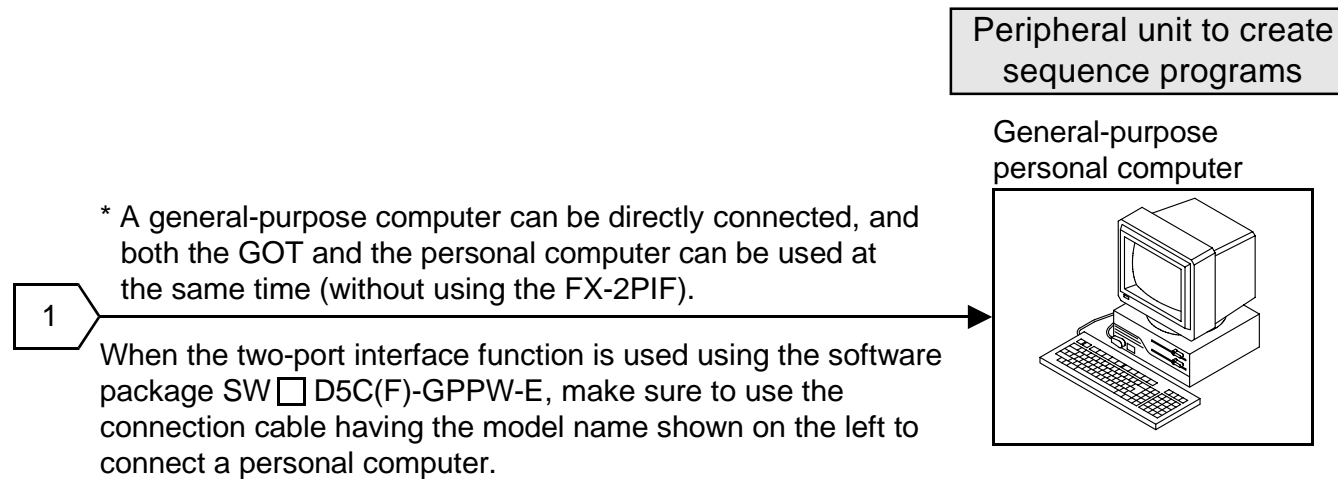 Peripheral unit to create
sequence programs
General-purpose
personal computer
* A general-purpose computer can be directly connected, and
both the GOT and the personal computer can be used at
the same time (without using the FX-2PIF).
1
When the two-port interface function is used using the software
package SW □ D5C(F)-GPPW-E, make sure to use the
connection cable having the model name shown on the left to
connect a personal computer.